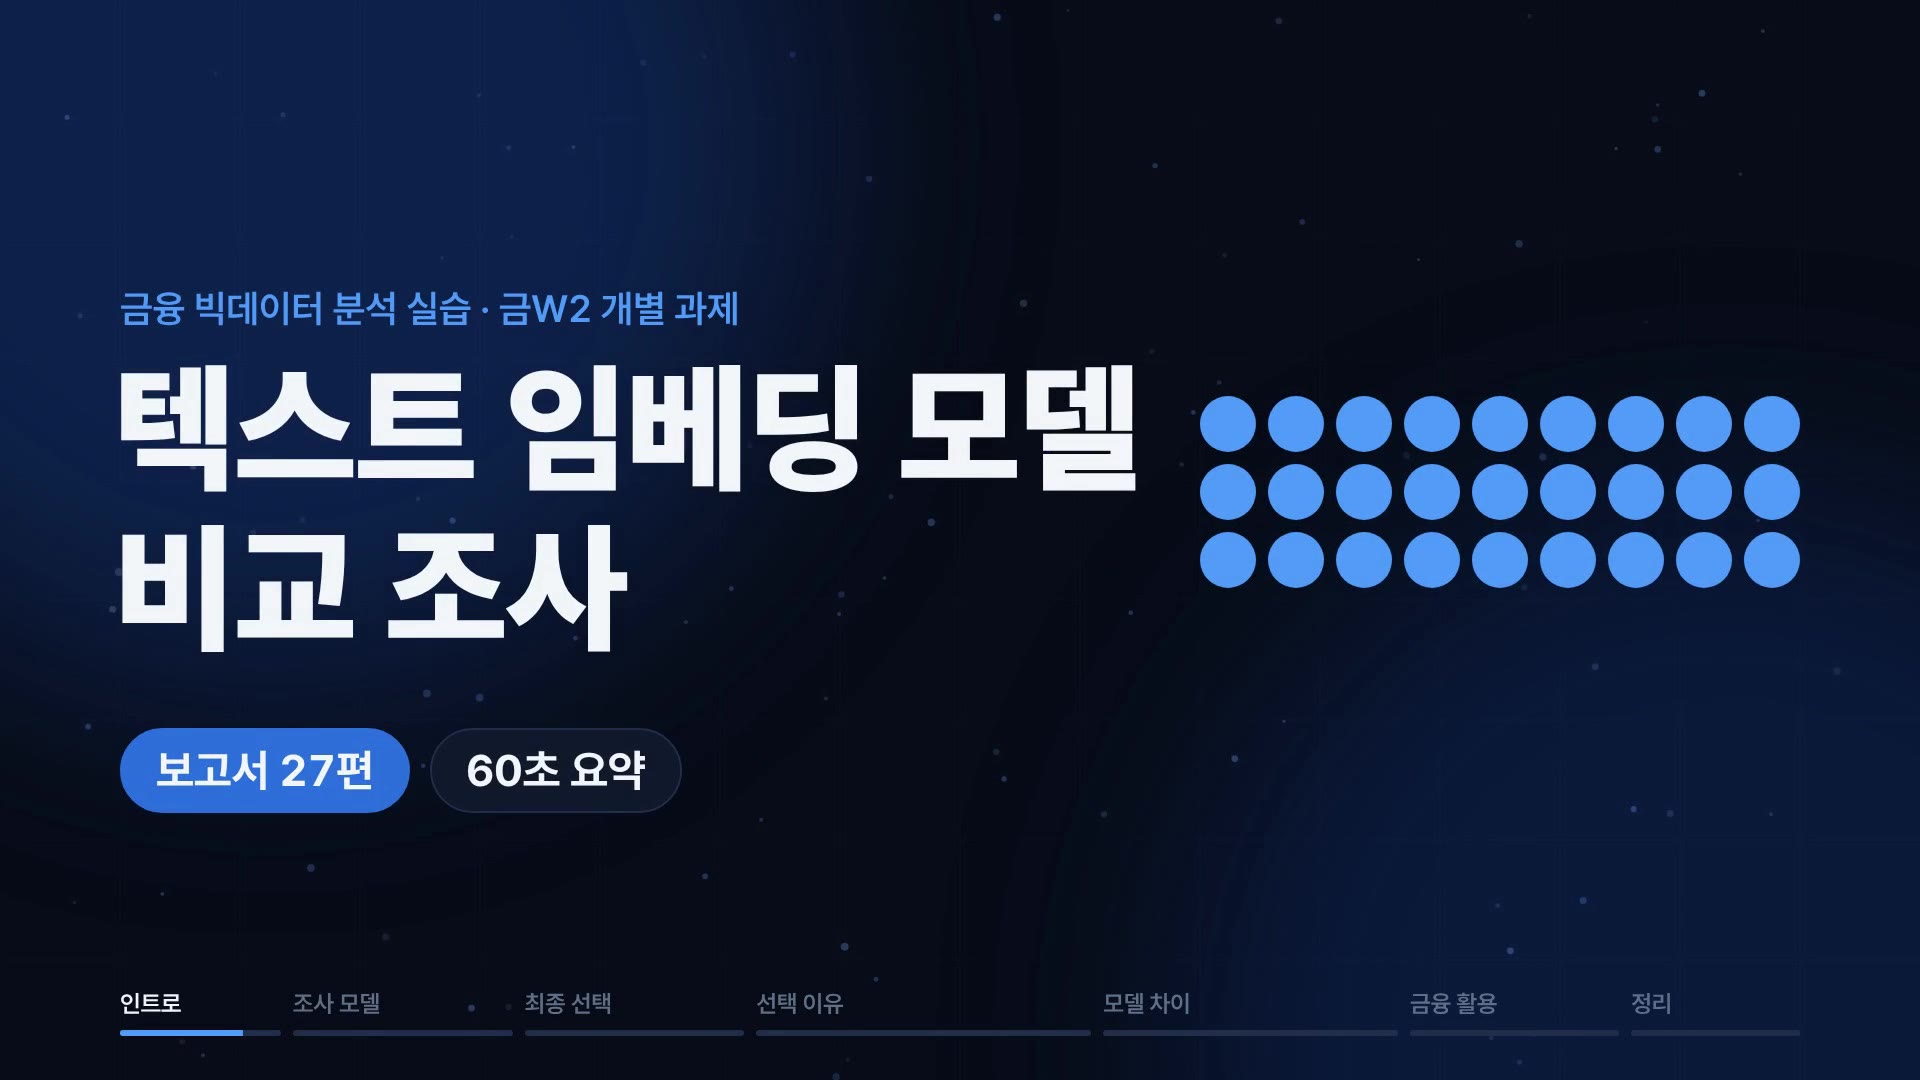 금융 빅데이터 분석 실습 · 금W2 개별 과제
텍스트 임베딩 모델
비교 조사
보고서 27편
60초 요약
인트로
조사 모델
최종 선택
선택 이유
모델 차이
금융 활용
정리